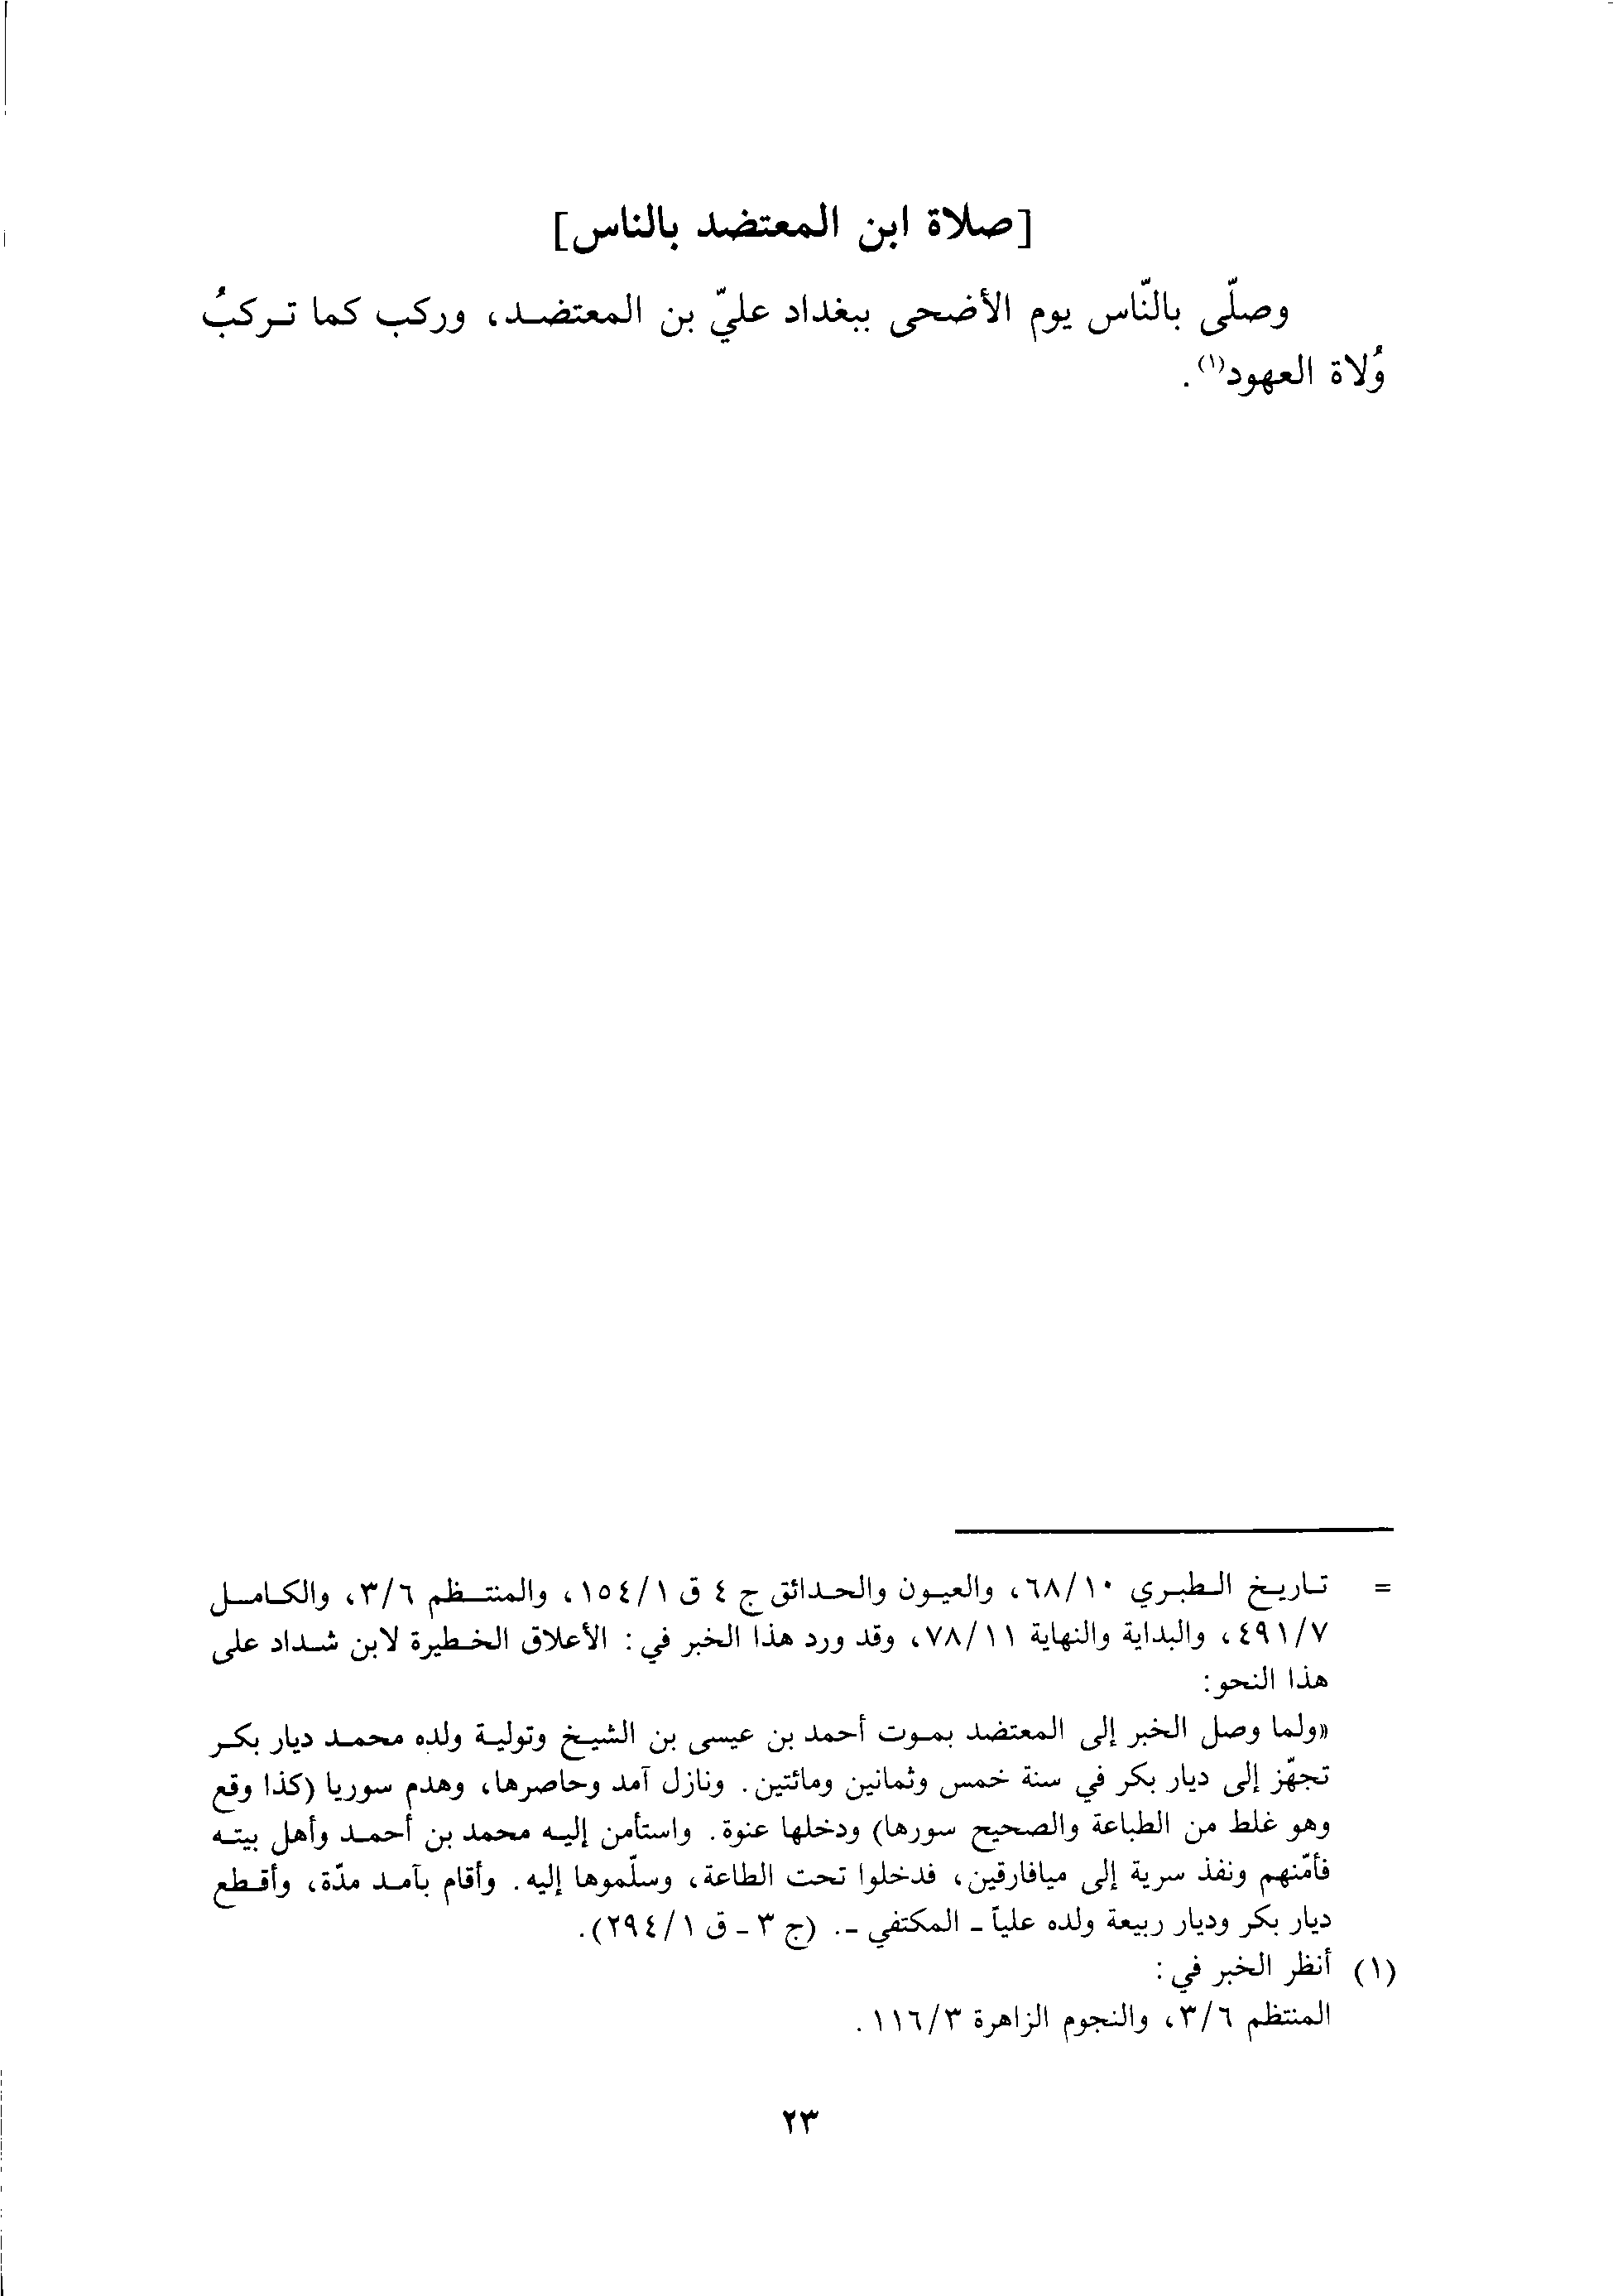 [صلاة ابن المعتضد بالناس]
وصلّى بالنّاس يوم الأضحى ببغداد عليّ بن المعتضد، وركب كما تركبُ
وُلاة العهود(١).
= تاريخ الطبري ٦٨/١٠، والعيون والحدائق ج ٤ ق ١٥٤/١، والمنتظم ٣/٦، والكامل
٤٩١/٧، والبداية والنهاية ٧٨/١١، وقد ورد هذا الخبر في: الأعلاق الخطيرة لابن شداد على
هذا النحو:
«ولما وصل الخبر إلى المعتضد بموت أحمد بن عيسى بن الشيخ وتولية ولده محمد ديار بكر
تجهّز إلى ديار بكر في سنة خمس وثمانين ومائتين. ونازل آمد وحاصرها، وهدم سوريا (كذا وقع
وهو غلط من الطباعة والصحيح سورها) ودخلها عنوة. واستأمن إليه محمد بن أحمد وأهل بيته
فأمّنهم ونفذ سرية إلى ميافارقين، فدخلوا تحت الطاعة، وسلّموها إليه. وأقام بآمد مدّة، وأقطع
ديار بكر وديار ربيعة ولده علياً - المكتفي -. (ج ٣ - ق ٢٩٤/١).
(١) أنظر الخبر في:
المنتظم ٣/٦، والنجوم الزاهرة ١١٦/٣.
٢٣